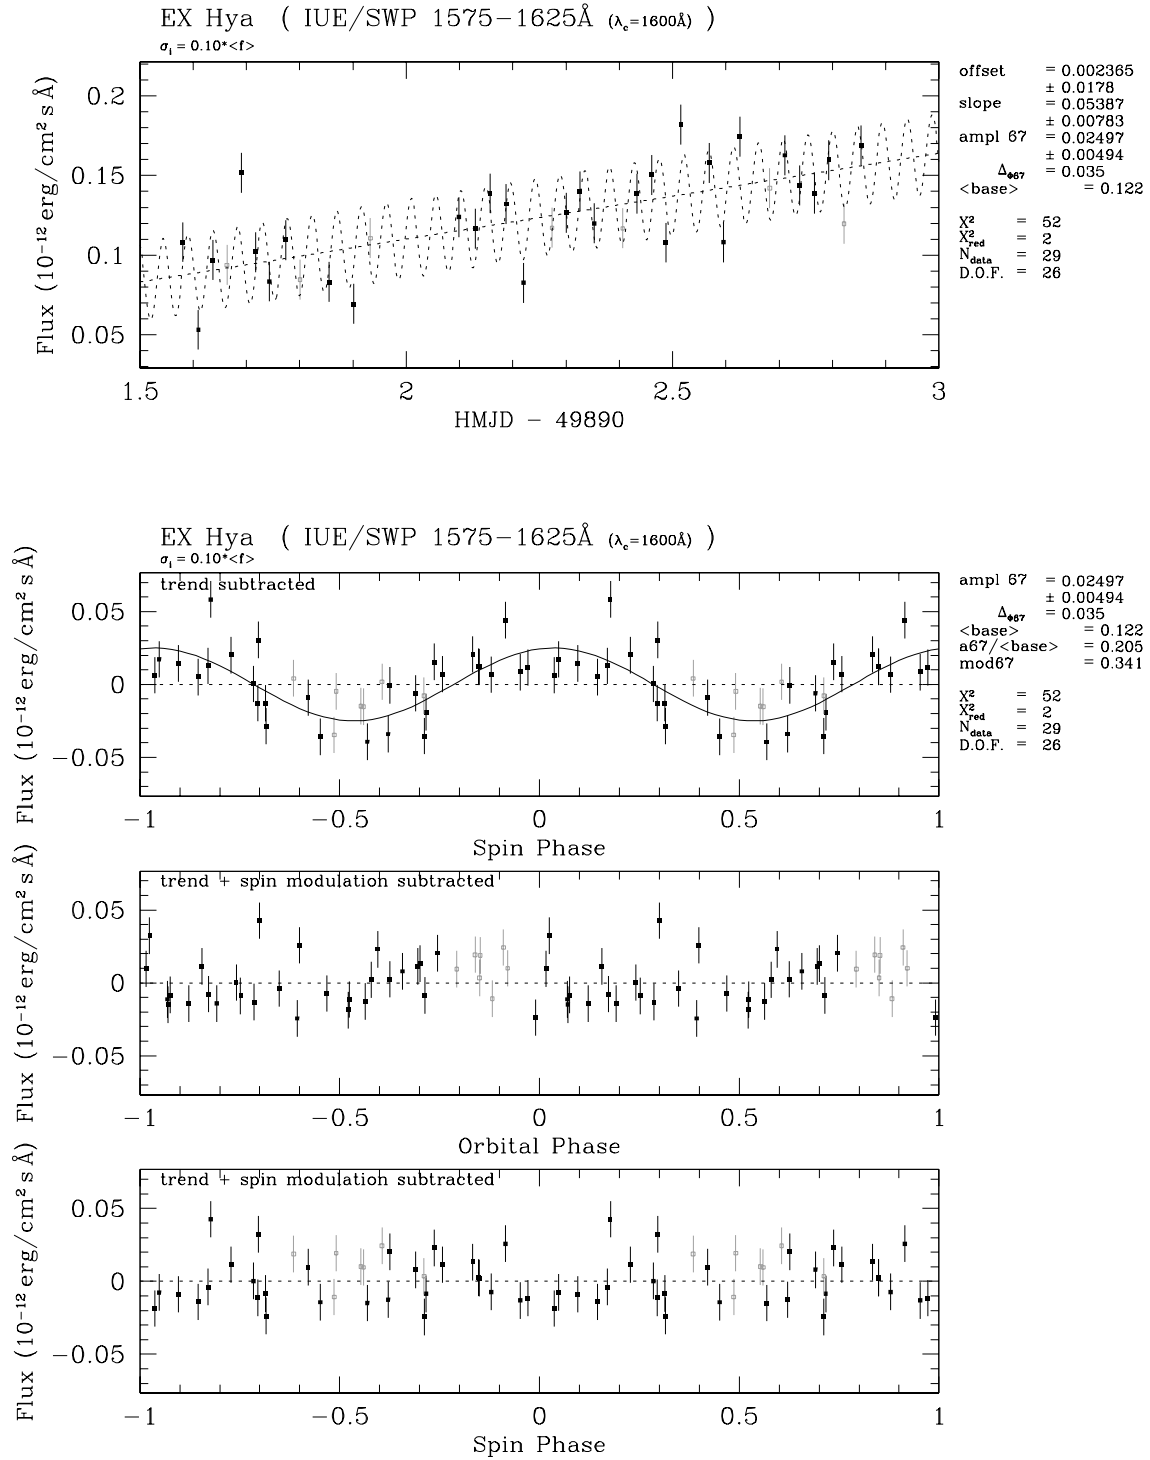 EX Hya ( IUE/SWP 1575−1625Å (λc=1600Å) )
σi = 0.10*<f>
Flux (10−12 erg/cm2 s Å)
0.2
0.15
0.1
0.05
1.5
2
2.5
3
HMJD − 49890
offset = 0.002365
± 0.0178
slope = 0.05387
± 0.00783
ampl 67 = 0.02497
± 0.00494
Δφ67 = 0.035
<base> = 0.122
X2 = 52
X2red = 2
Ndata = 29
D.O.F. = 26
EX Hya ( IUE/SWP 1575−1625Å (λc=1600Å) )
σi = 0.10*<f>
trend subtracted
Flux (10−12 erg/cm2 s Å)
0.05
0
−0.05
−1
−0.5
0
0.5
1
Spin Phase
ampl 67 = 0.02497
± 0.00494
Δφ67 = 0.035
<base> = 0.122
a67/<base> = 0.205
mod67 = 0.341
X2 = 52
X2red = 2
Ndata = 29
D.O.F. = 26
trend + spin modulation subtracted
Flux (10−12 erg/cm2 s Å)
0.05
0
−0.05
−1
−0.5
0
0.5
1
Orbital Phase
trend + spin modulation subtracted
Flux (10−12 erg/cm2 s Å)
0.05
0
−0.05
−1
−0.5
0
0.5
1
Spin Phase